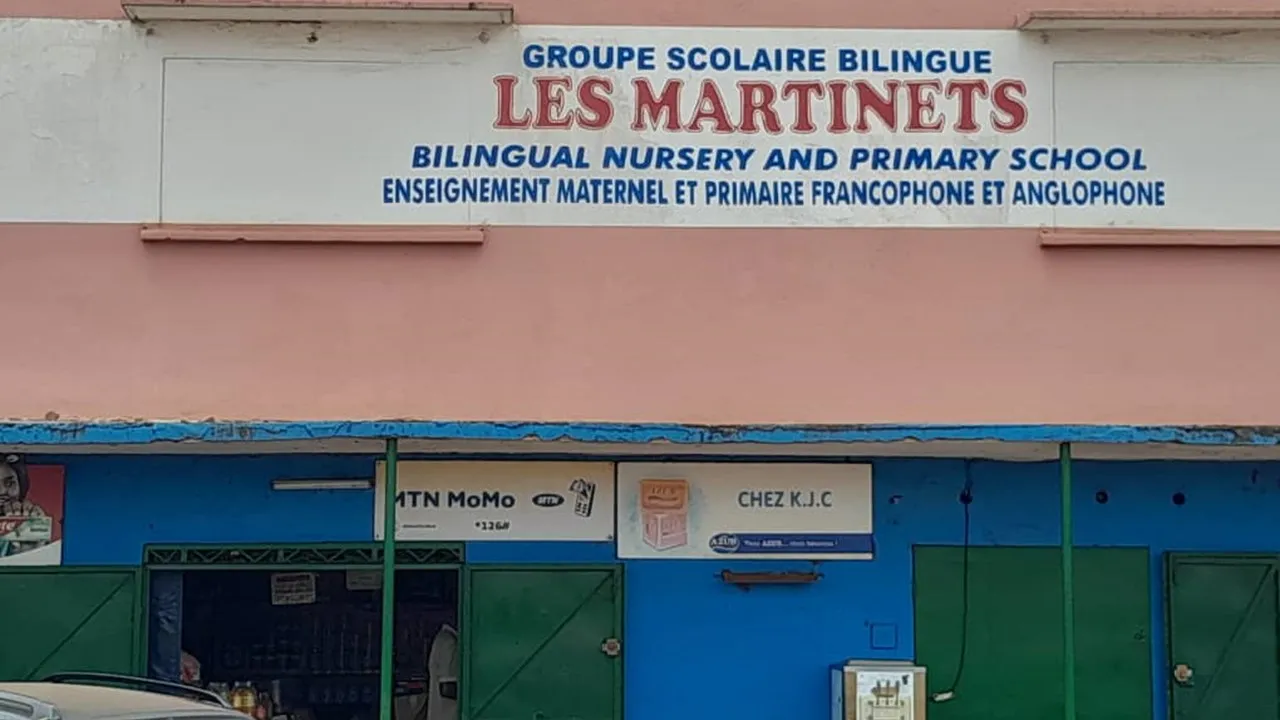 GROUPE SCOLAIRE BILINGUE
LES MARTINETS
BILINGUAL NURSERY AND PRIMARY SCHOOL
ENSEIGNEMENT MATERNEL ET PRIMAIRE FRANCOPHONE ET ANGLOPHONE
MTN MoMo
MTN
*126#
CHEZ K.J.C
AZUR